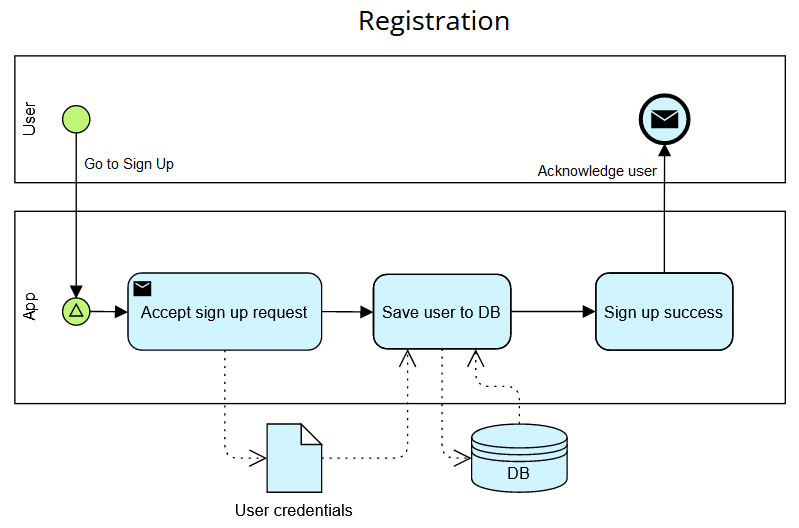 Registration
User
Go to Sign Up
Acknowledge user
App
Accept sign up request
Save user to DB
Sign up success
DB
User credentials